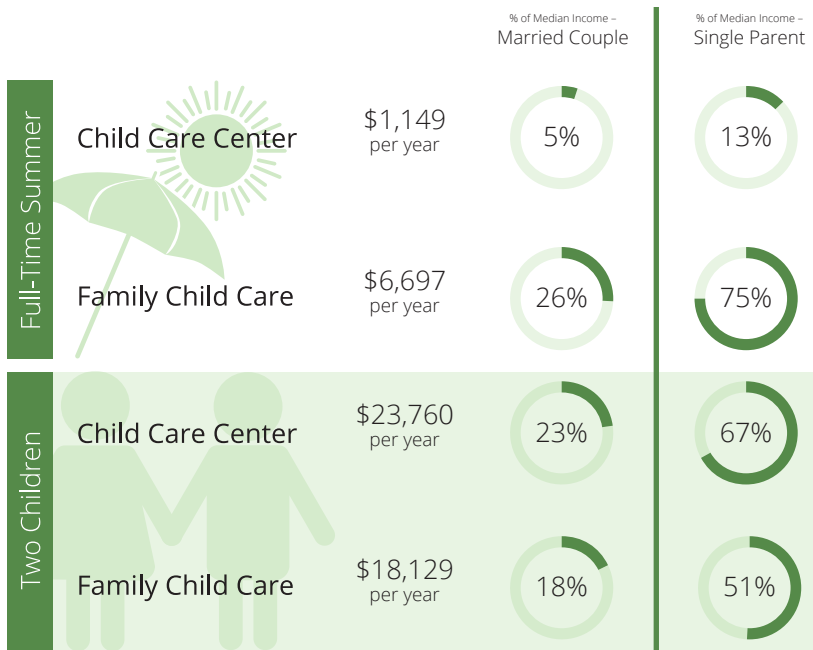 % of Median Income –
Married Couple
% of Median Income –
Single Parent
Full-Time Summer
Child Care Center
$1,149
per year
5%
13%
Family Child Care
$6,697
per year
26%
75%
Two Children
Child Care Center
$23,760
per year
23%
67%
Family Child Care
$18,129
per year
18%
51%